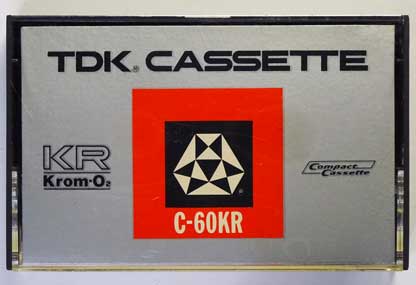 TDK® CASSETTE
KR
Krom-O₂
Compact
Cassette
®
C-60KR